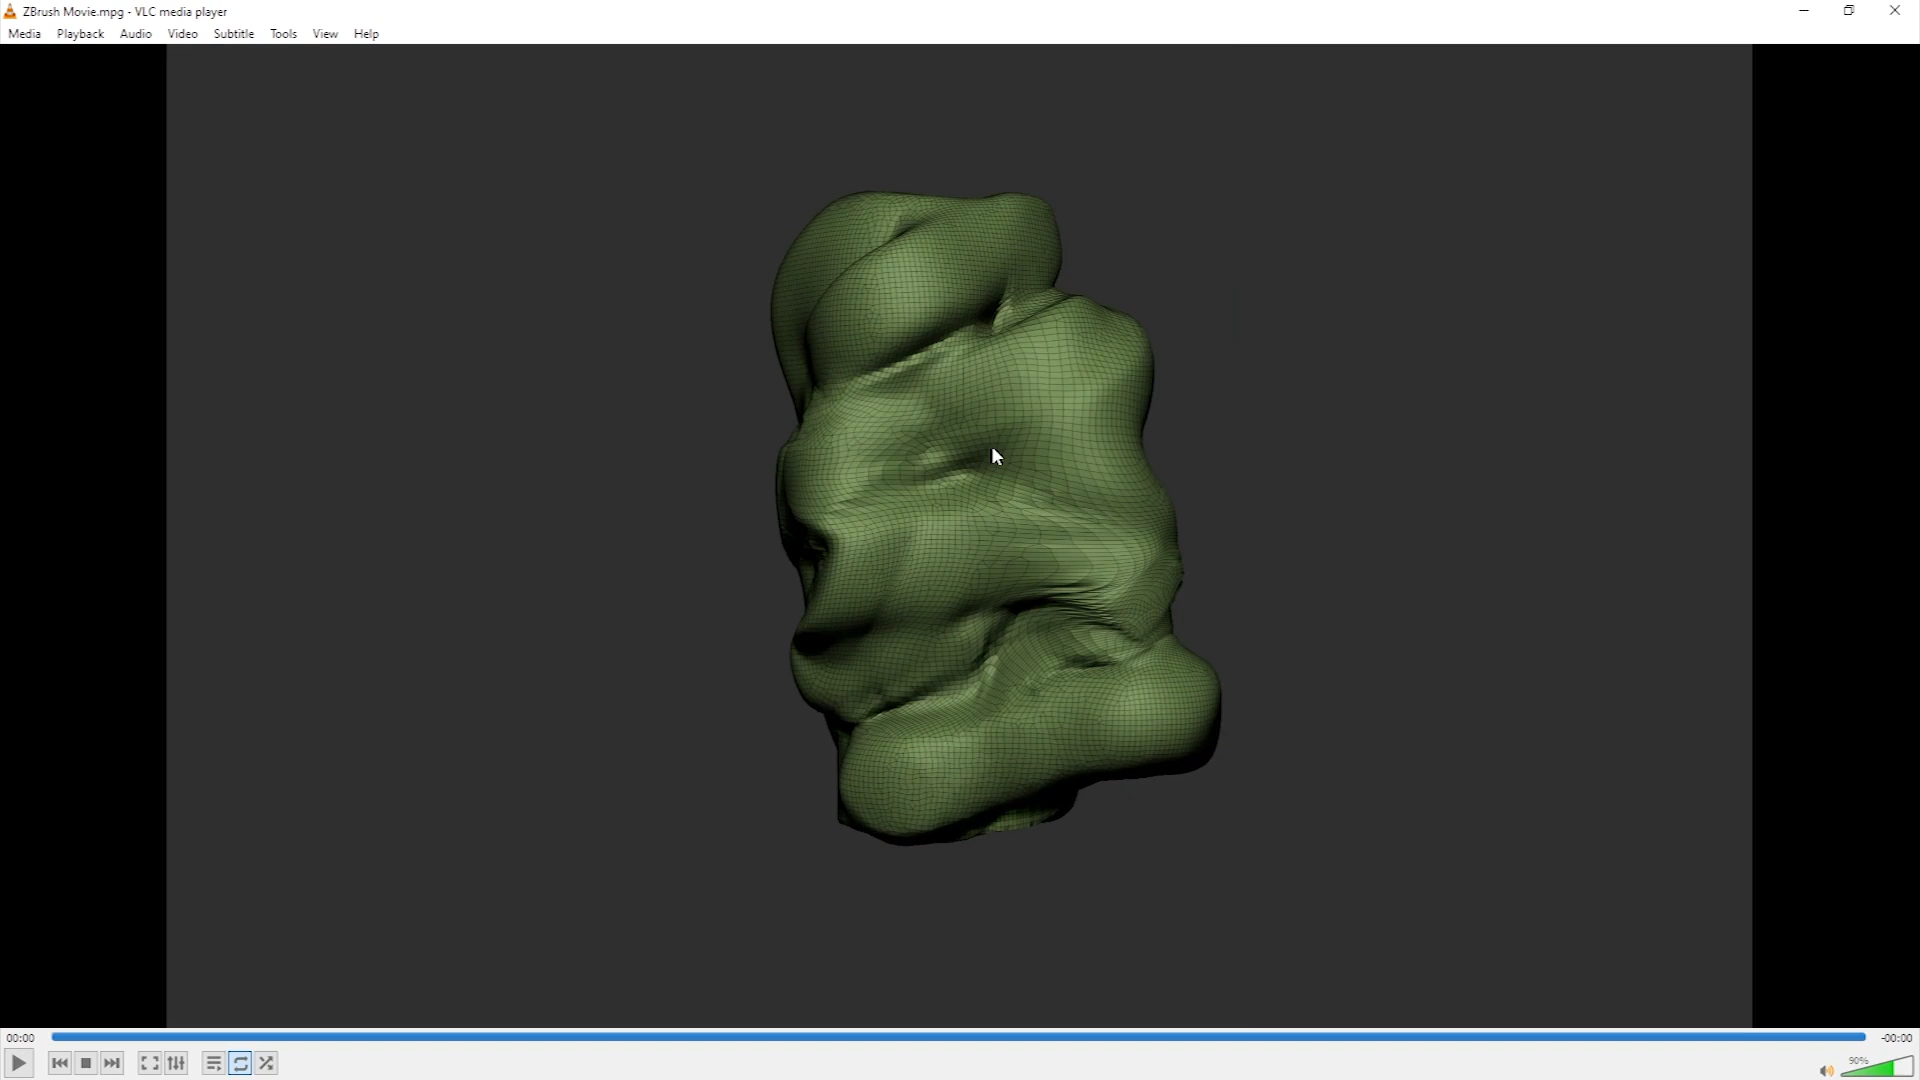 ZBrush Movie.mpg - VLC media player
Media Playback Audio Video Subtitle Tools View Help
00:00 -00:00
90%